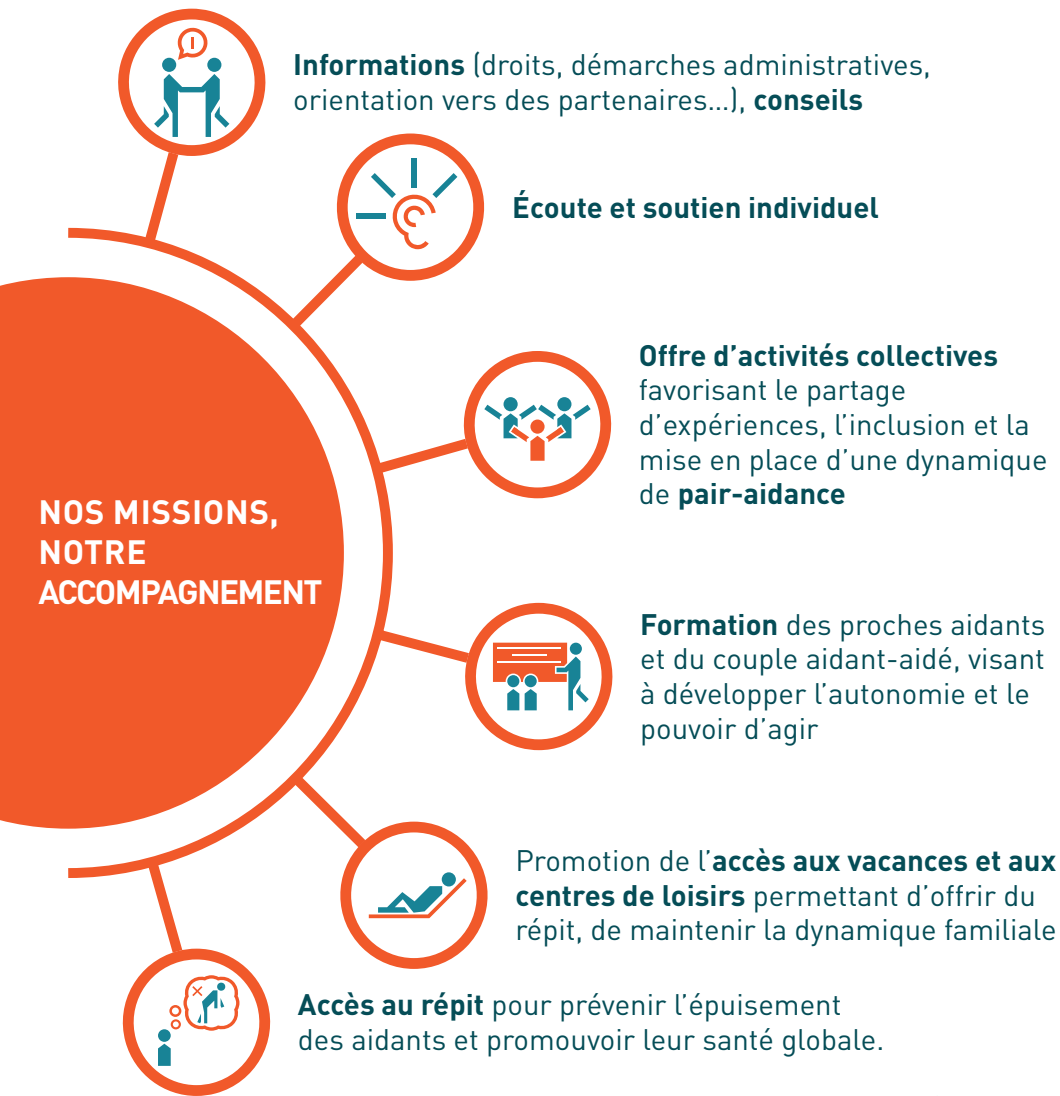 Informations (droits, démarches administratives,
orientation vers des partenaires...), conseils
Écoute et soutien individuel
Offre d’activités collectives
favorisant le partage
d’expériences, l’inclusion et la
mise en place d’une dynamique
de pair-aidance
NOS MISSIONS,
NOTRE
ACCOMPAGNEMENT
Formation des proches aidants
et du couple aidant-aidé, visant
à développer l’autonomie et le
pouvoir d’agir
Promotion de l’accès aux vacances et aux
centres de loisirs permettant d’offrir du
répit, de maintenir la dynamique familiale
Accès au répit pour prévenir l’épuisement
des aidants et promouvoir leur santé globale.